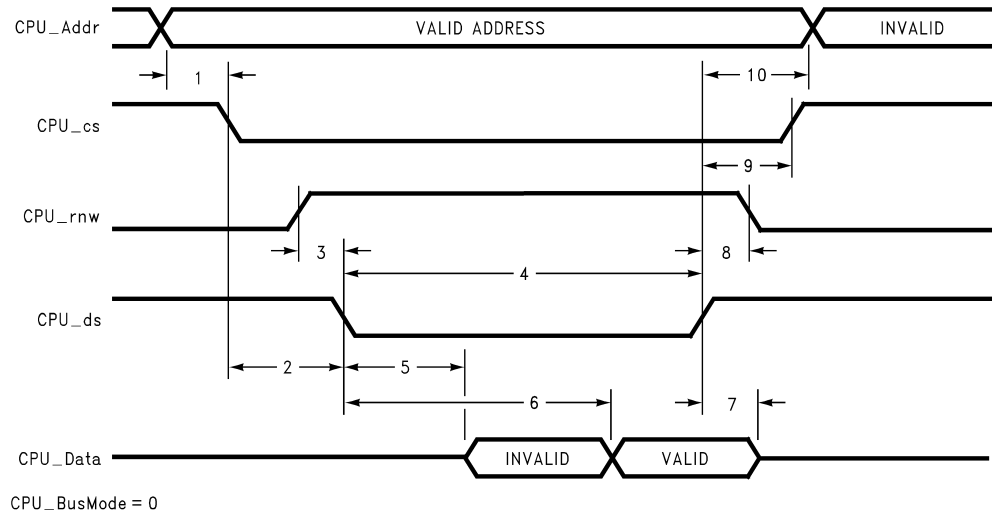 CPU_Addr VALID ADDRESS INVALID
1 10
CPU_cs
9
CPU_rnw
3 8
4
CPU_ds
2 5
6 7
CPU_Data INVALID VALID
CPU_BusMode = 0